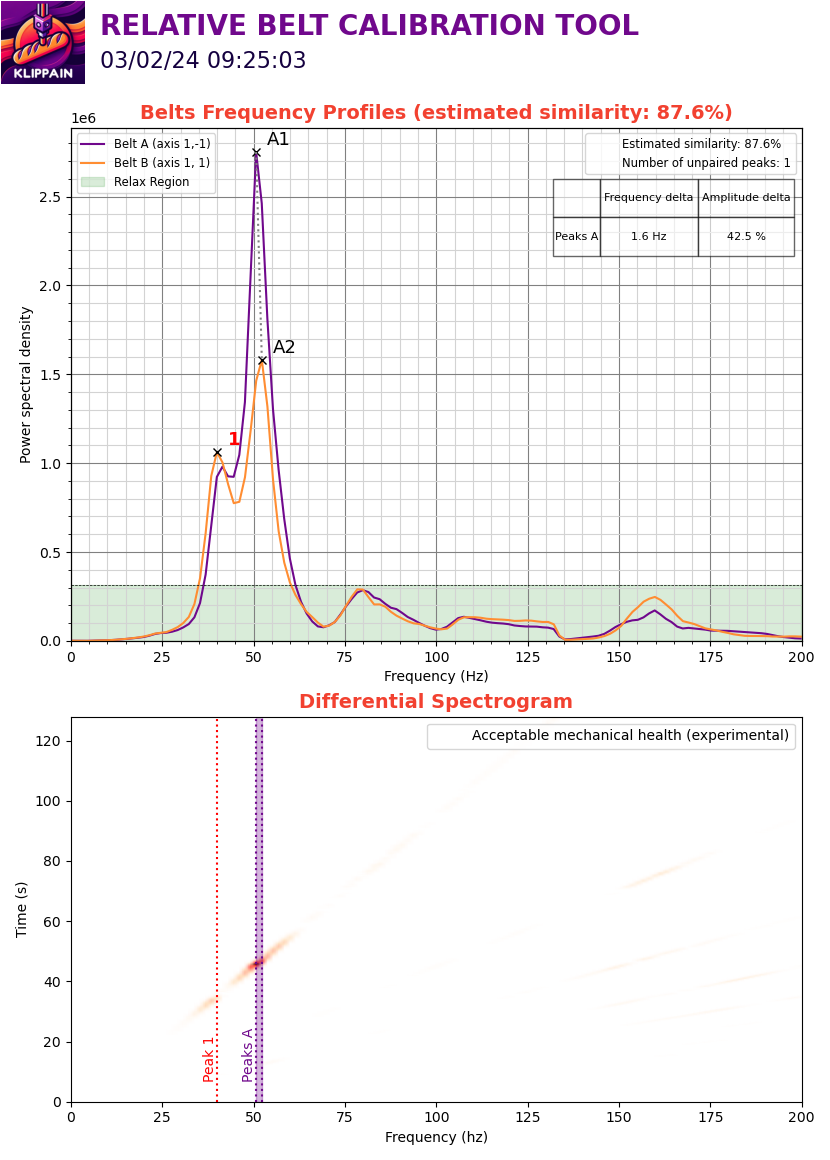 KLIPPAIN
RELATIVE BELT CALIBRATION TOOL
03/02/24 09:25:03
Belts Frequency Profiles (estimated similarity: 87.6%)
1e6
Belt A (axis 1,-1)
Belt B (axis 1, 1)
Relax Region
A1
Estimated similarity: 87.6%
Number of unpaired peaks: 1
Frequency delta Amplitude delta
Peaks A 1.6 Hz 42.5 %
A2
1
Power spectral density
2.5
2.0
1.5
1.0
0.5
0.0
0 25 50 75 100 125 150 175 200
Frequency (Hz)
Differential Spectrogram
Acceptable mechanical health (experimental)
Time (s)
120
100
80
60
40
20
0
Peak 1
Peaks A
0 25 50 75 100 125 150 175 200
Frequency (hz)